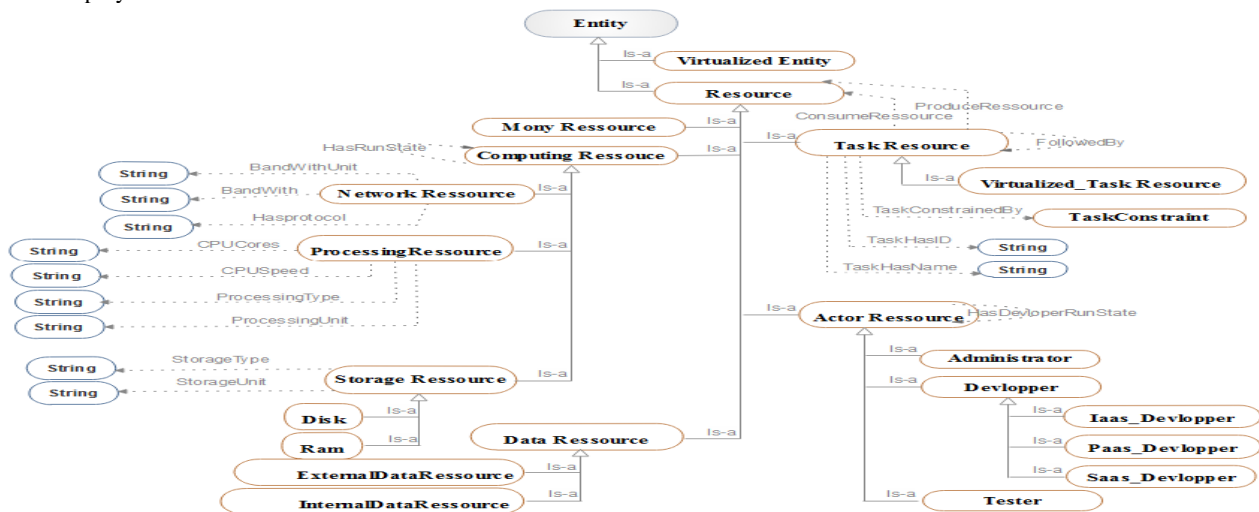 Entity
Is-a
Virtualized Entity
Is-a
Resource
ProduceRessource
ConsumeRessource
Is-a
Mony Ressource
Is-a
Is-a
HasRunState
Computing Ressouce
Is-a
Task Resource
FollowedBy
String
BandWithUnit
Is-a
Virtualized_Task Resource
String
BandWith
Network Ressource
Is-a
String
Hasprotocol
TaskConstrainedBy
TaskConstraint
String
CPUCores
ProcessingRessource
Is-a
TaskHasID
String
String
CPUSpeed
TaskHasName
String
String
ProcessingType
String
ProcessingUnit
Is-a
Actor Ressource
HasDevloperRunState
String
StorageType
Is-a
Administrator
String
StorageUnit
Storage Ressource
Is-a
Is-a
Devlopper
Disk
Is-a
Is-a
Iaas_Devlopper
Ram
Is-a
Data Ressource
Is-a
Is-a
Paas_Devlopper
ExternalDataRessource
Is-a
Is-a
Saas_Devlopper
InternalDataRessource
Is-a
Is-a
Tester